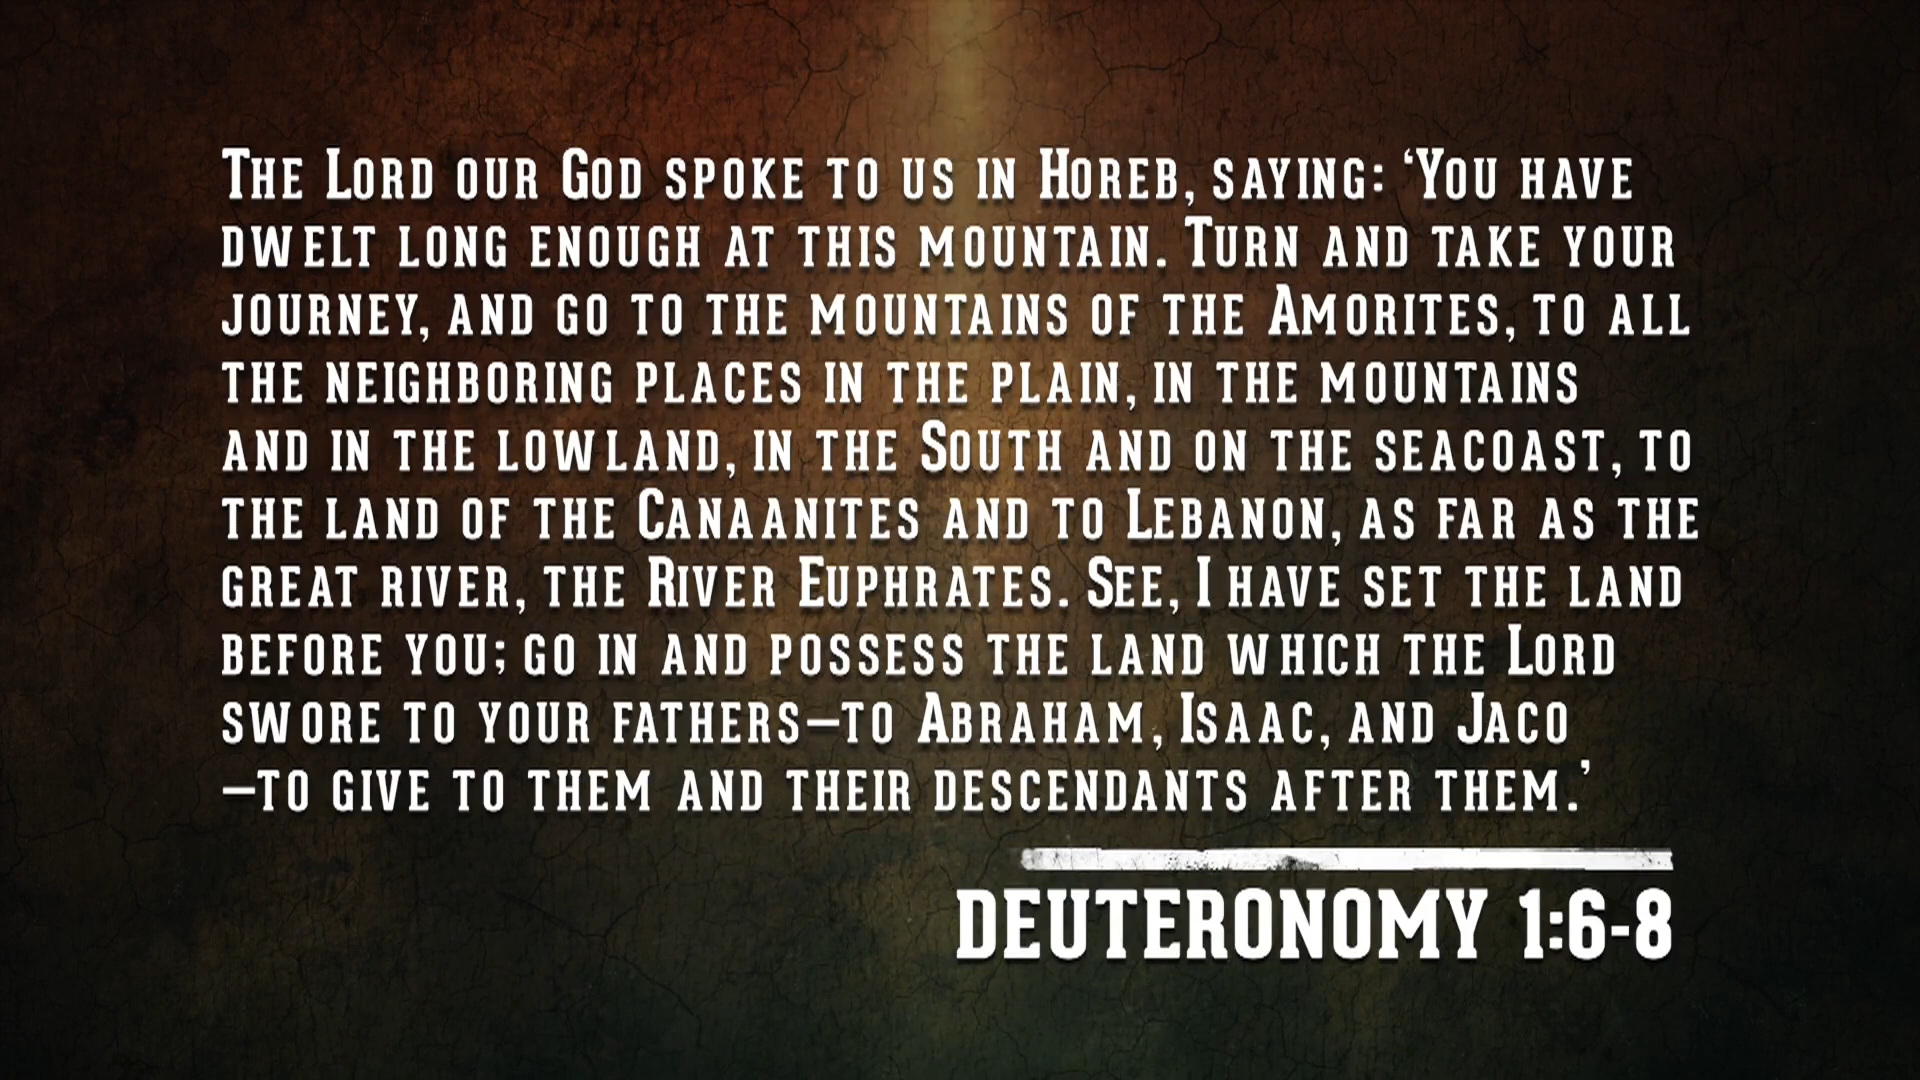 The Lord our God spoke to us in Horeb, saying: ‘You have
dwelt long enough at this mountain. Turn and take your
journey, and go to the mountains of the Amorites, to all
the neighboring places in the plain, in the mountains
and in the lowland, in the South and on the seacoast, to
the land of the Canaanites and to Lebanon, as far as the
great river, the River Euphrates. See, I have set the land
before you; go in and possess the land which the Lord
swore to your fathers—to Abraham, Isaac, and Jaco
—to give to them and their descendants after them.’
DEUTERONOMY 1:6-8